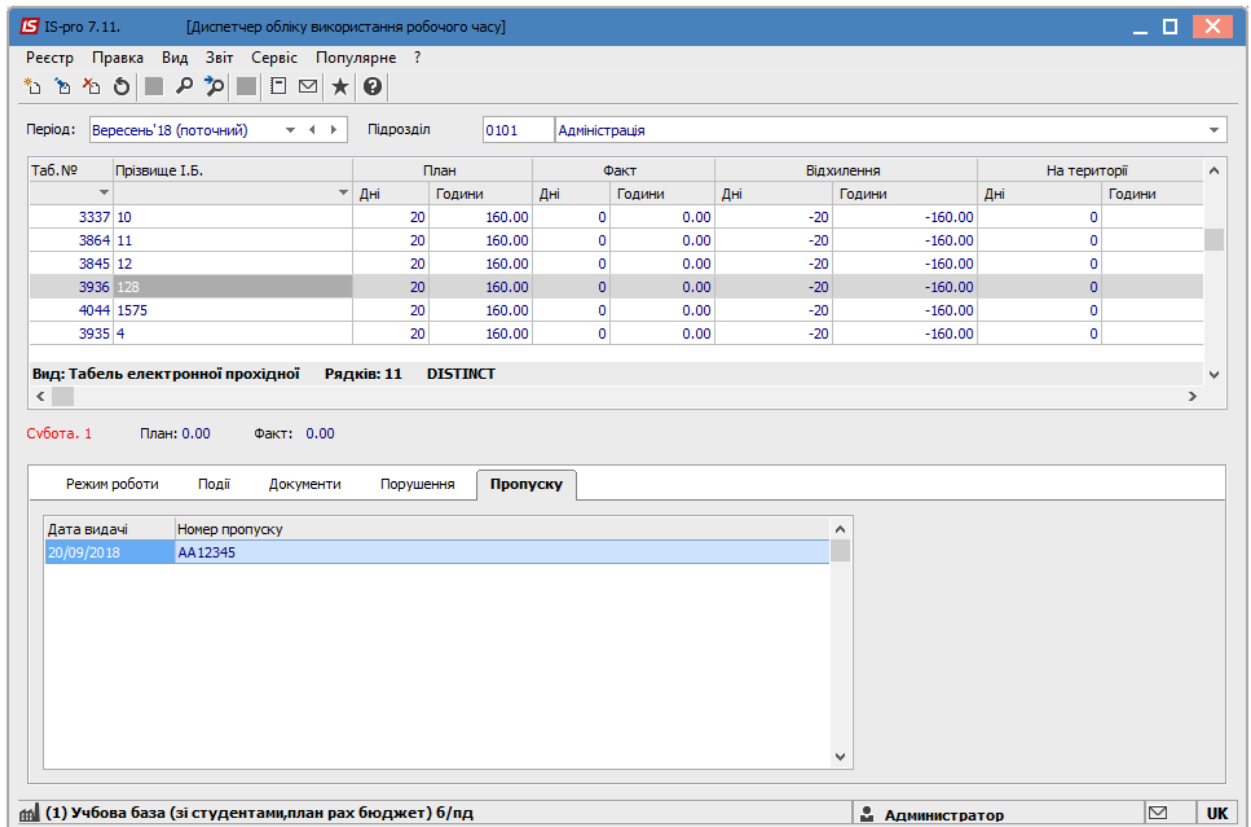 IS IS-pro 7.11. [Диспетчер обліку використання робочого часу]
Реєстр Правка Вид Звіт Сервіс Популярне ?
Період: Вересень'18 (поточний) Підрозділ 0101 Адміністрація
Таб.№ Прізвище І.Б. План Факт Відхилення На території
Дні Години Дні Години Дні Години Дні Години
3337 10 20 160.00 0 0.00 -20 -160.00 0
3864 11 20 160.00 0 0.00 -20 -160.00 0
3845 12 20 160.00 0 0.00 -20 -160.00 0
3936 128 20 160.00 0 0.00 -20 -160.00 0
4044 1575 20 160.00 0 0.00 -20 -160.00 0
3935 4 20 160.00 0 0.00 -20 -160.00 0
Вид: Табель електронної прохідної Рядків: 11 DISTINCT
Субота. 1 План: 0.00 Факт: 0.00
Режим роботи Події Документи Порушення Пропуску
Дата видачі Номер пропуску
20/09/2018 АА12345
(1) Учбова база (зі студентами,план рах бюджет) б/пд Администратор UK